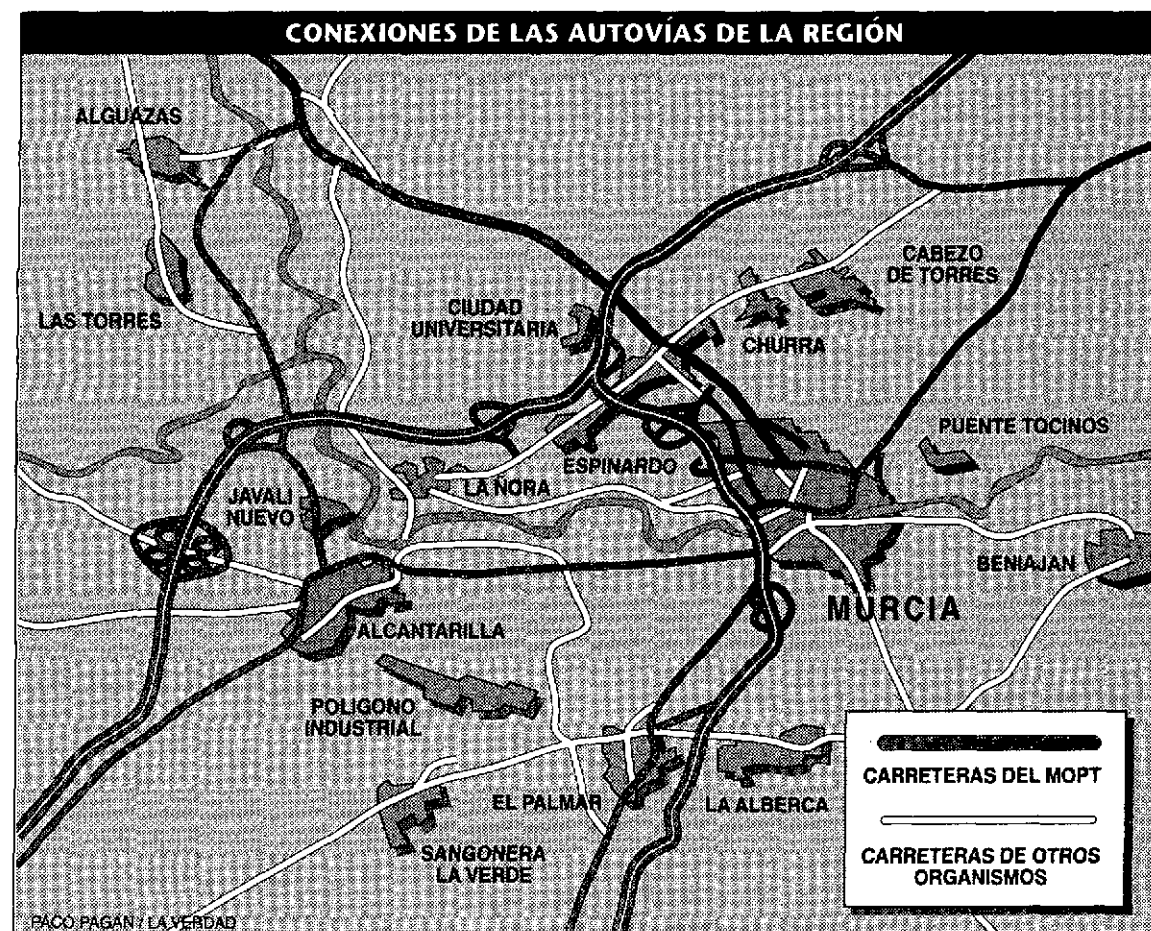 CONEXIONES DE LAS AUTOVÍAS DE LA REGIÓN
ALGUAZAS
LAS TORRES
CIUDAD
UNIVERSITARIA
CABEZO
DE TORRES
CHURRA
PUENTE TOCINOS
ESPINARDO
LA ÑORA
JAVALI
NUEVO
BENIAJAN
MURCIA
ALCANTARILLA
POLIGONO
INDUSTRIAL
EL PALMAR
LA ALBERCA
SANGONERA
LA VERDE
CARRETERAS DEL MOPT
CARRETERAS DE OTROS
ORGANISMOS
PACO PAGAN / LA VERDAD